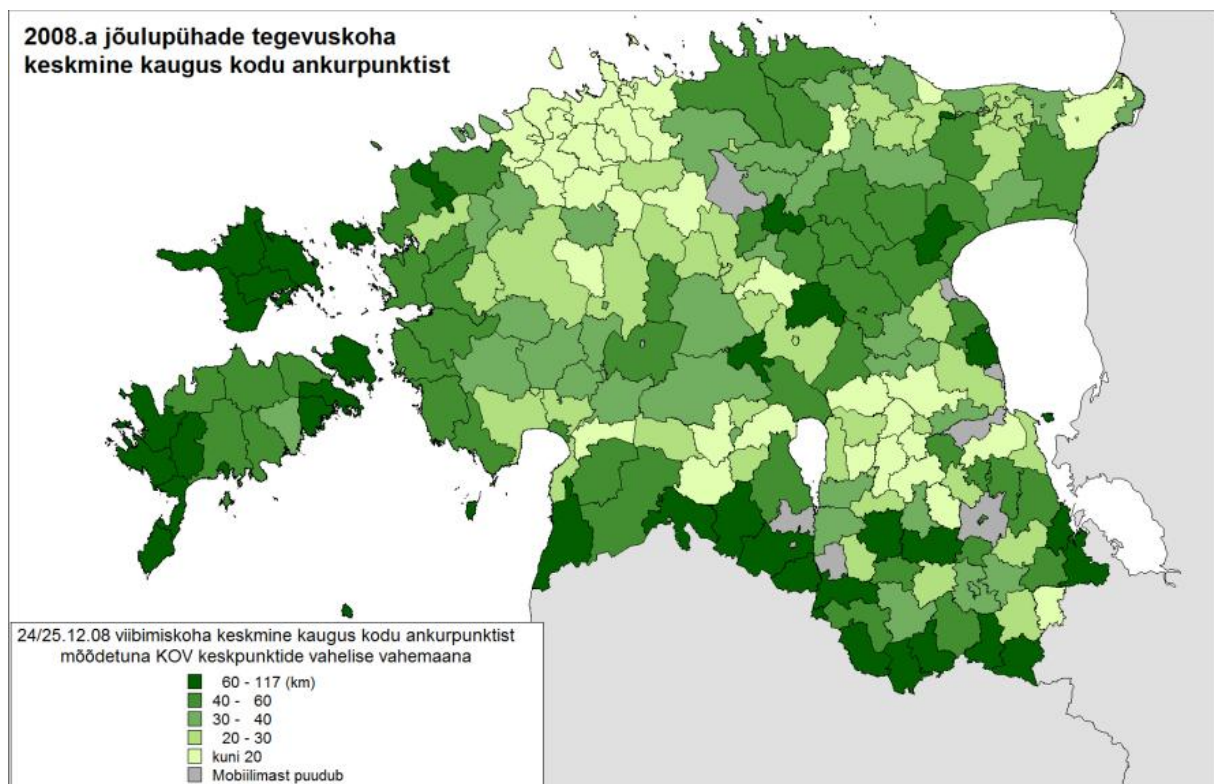 2008.a jõulupühade tegevuskoha
keskmine kaugus kodu ankurpunktist
24/25.12.08 viibimiskoha keskmine kaugus kodu ankurpunktist
mõõdetuna KOV keskpunktide vahelise vahemaana
60 - 117 (km)
40 - 60
30 - 40
20 - 30
kuni 20
Mobiilimast puudub